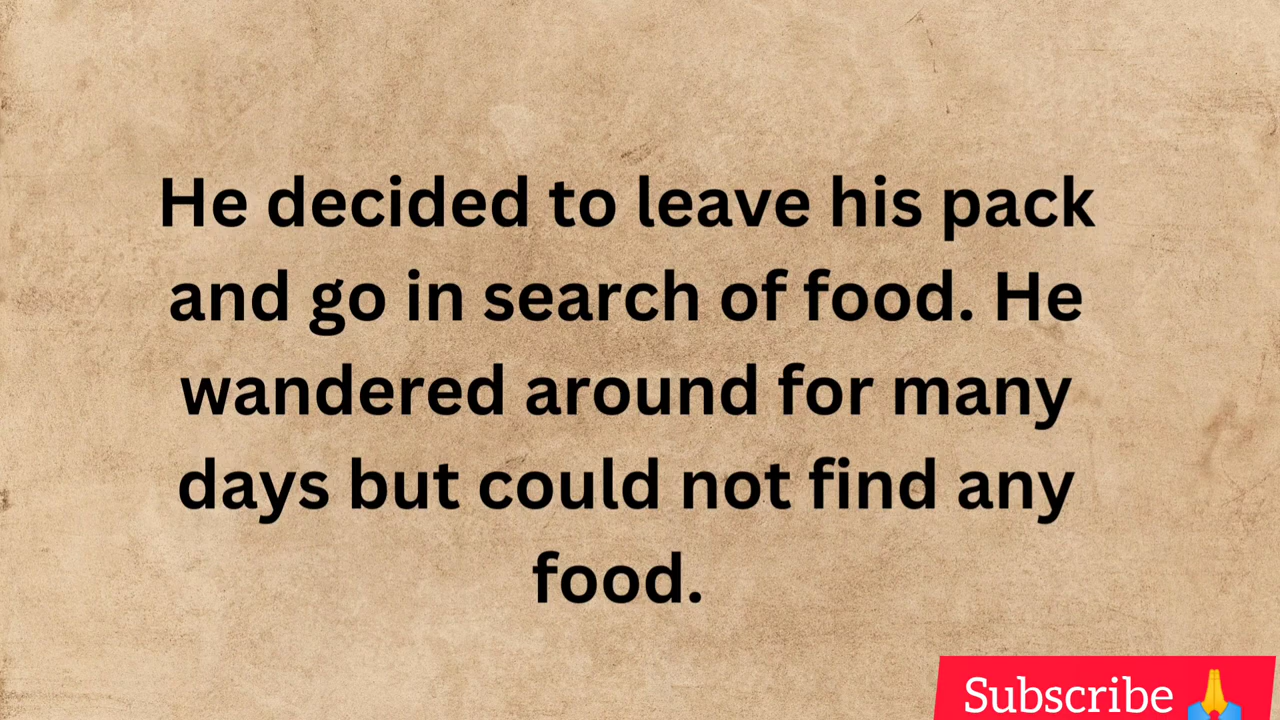 He decided to leave his pack
and go in search of food. He
wandered around for many
days but could not find any
food.
Subscribe 🙏